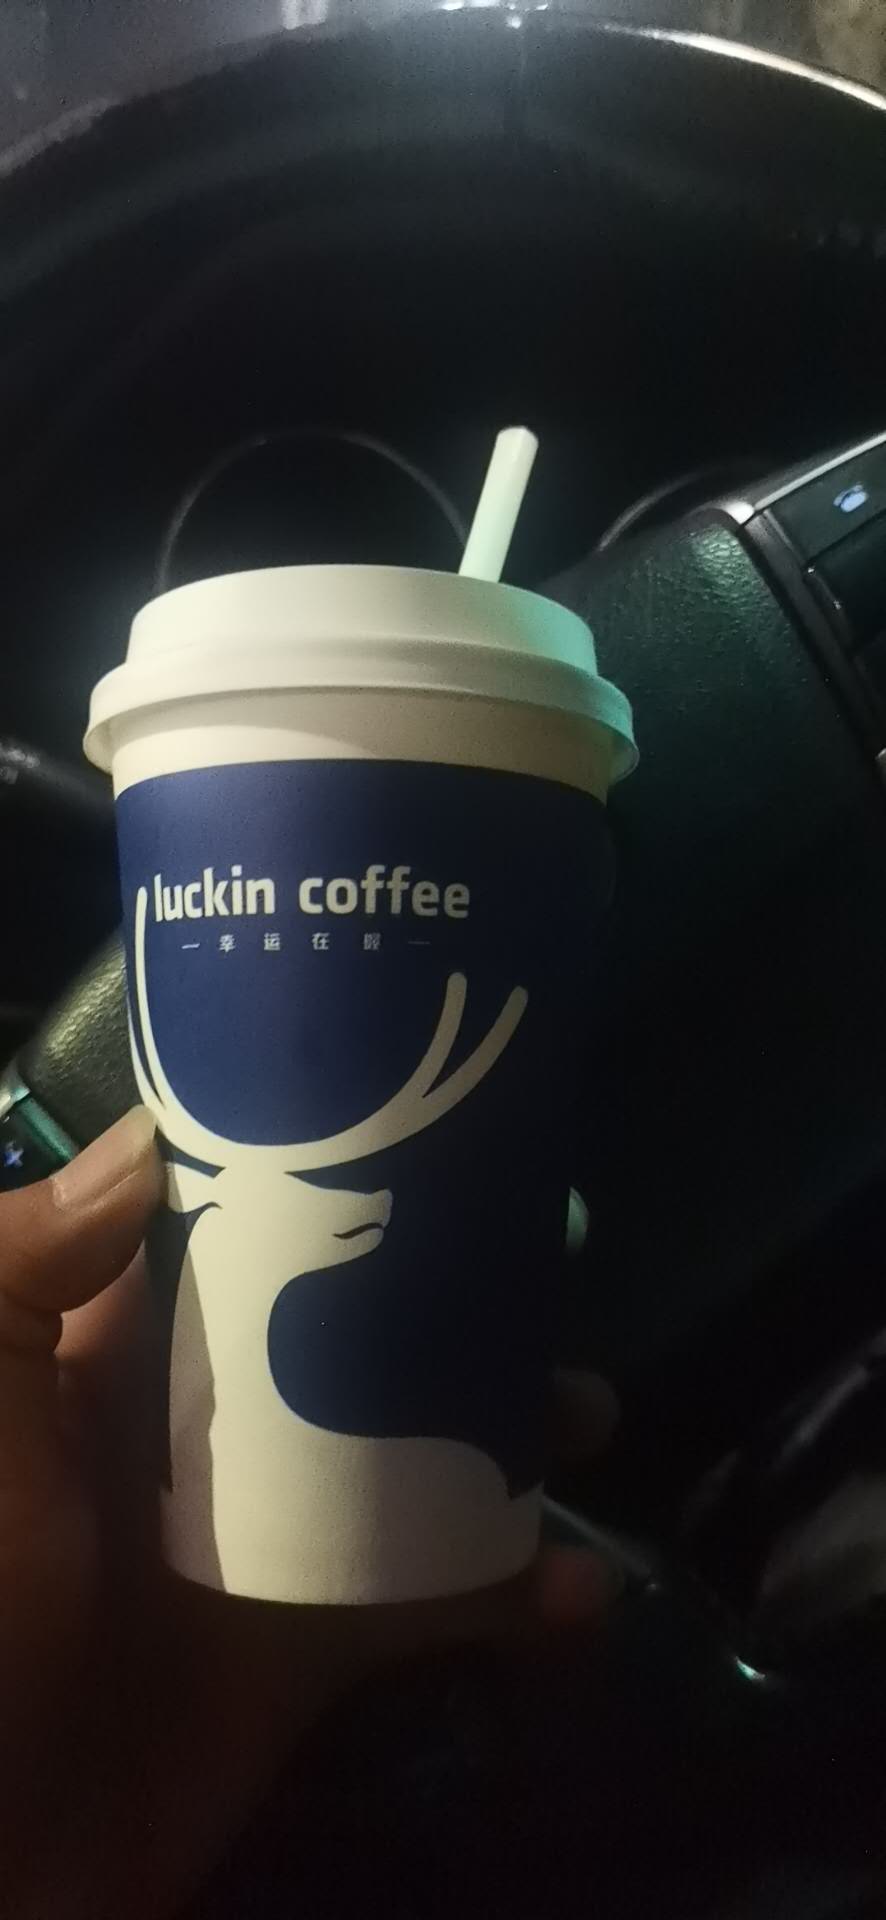 luckin coffee
— 幸 运 在 握 —